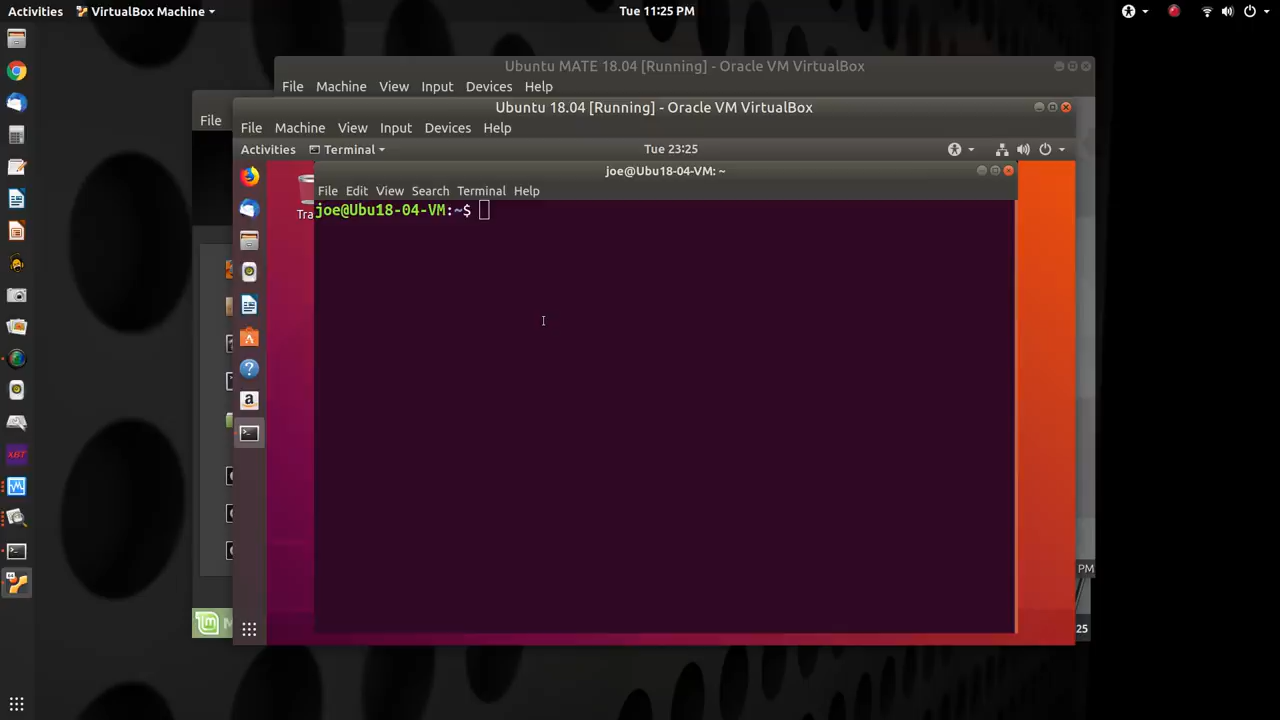 Activities VirtualBox Machine Tue 11:25 PM
Ubuntu MATE 18.04 [Running] - Oracle VM VirtualBox
File Machine View Input Devices Help
File
Ubuntu 18.04 [Running] - Oracle VM VirtualBox
File Machine View Input Devices Help
Activities Terminal Tue 23:25
joe@Ubu18-04-VM: ~
File Edit View Search Terminal Help
Tra
joe@Ubu18-04-VM:~$
a
XBT
PM
M
25